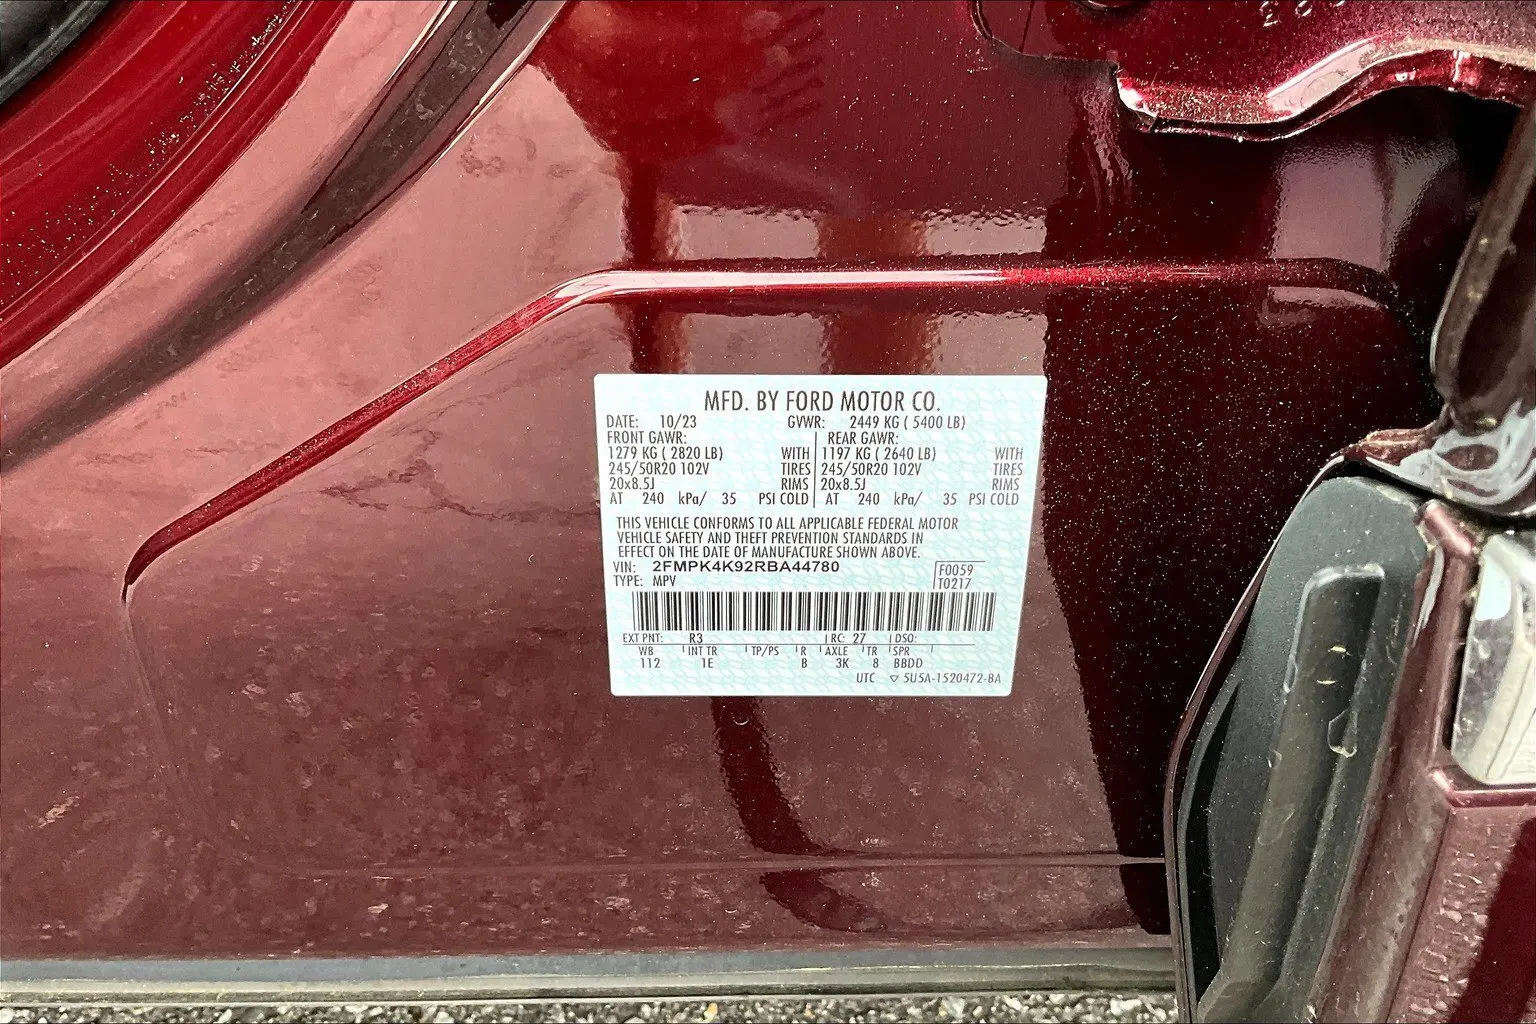 MFD. BY FORD MOTOR CO.
DATE: 10/23 GVWR: 2449 KG ( 5400 LB)
FRONT GAWR: REAR GAWR:
1279 KG ( 2820 LB) WITH 1197 KG ( 2640 LB) WITH
245/50R20 102V TIRES 245/50R20 102V TIRES
20x8.5J RIMS 20x8.5J RIMS
AT 240 kPa/ 35 PSI COLD AT 240 kPa/ 35 PSI COLD
THIS VEHICLE CONFORMS TO ALL APPLICABLE FEDERAL MOTOR
VEHICLE SAFETY AND THEFT PREVENTION STANDARDS IN
EFFECT ON THE DATE OF MANUFACTURE SHOWN ABOVE.
VIN: 2FMPK4K92RBA44780 F0059
TYPE: MPV T0217
EXT PNT: R3 RC: 27 DSO:
WB INT TR TP/PS R AXLE TR SPR
112 1E B 3K 8 BBDD
UTC ▽ 5U5A-1520472-BA